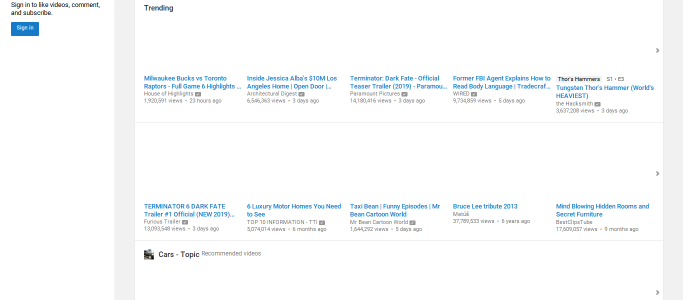 Sign in to like videos, comment,
and subscribe.
Sign in
Trending
Milwaukee Bucks vs Toronto
Raptors - Full Game 6 Highlights ...
House of Highlights
1,920,591 views • 23 hours ago
Inside Jessica Alba's $10M Los
Angeles Home | Open Door |...
Architectural Digest
6,546,363 views • 3 days ago
Terminator: Dark Fate - Official
Teaser Trailer (2019) - Paramou...
Paramount Pictures
14,180,416 views • 3 days ago
Former FBI Agent Explains How to
Read Body Language | Tradecraf...
WIRED
9,734,859 views • 5 days ago
Thor's Hammers S1 • E3
Tungsten Thor's Hammer (World's
HEAVIEST)
the Hacksmith
3,637,208 views • 3 days ago
TERMINATOR 6 DARK FATE
Trailer #1 Official (NEW 2019)...
Furious Trailer
13,093,548 views • 3 days ago
6 Luxury Motor Homes You Need
to See
TOP 10 INFORMATION - TTI
5,074,014 views • 6 months ago
Taxi Bean | Funny Episodes | Mr
Bean Cartoon World
Mr Bean Cartoon World
1,644,292 views • 5 days ago
Bruce Lee tribute 2013
37,789,533 views • 6 years ago
Mind Blowing Hidden Rooms and
Secret Furniture
BestClipsTube
17,609,057 views • 9 months ago
Cars - Topic Recommended videos